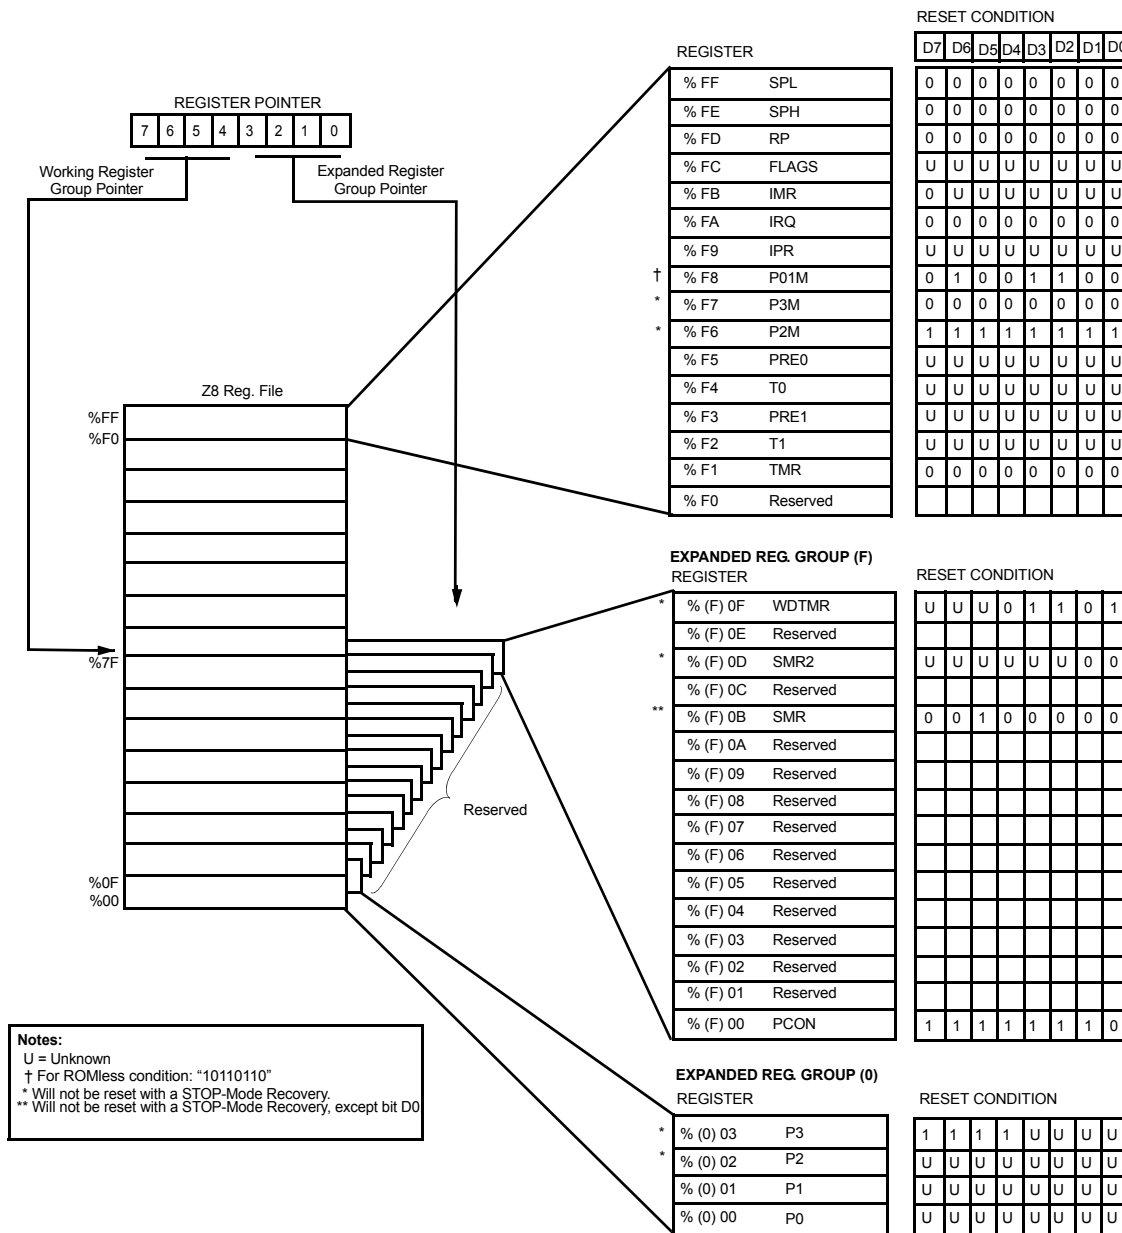 REGISTER POINTER
7 6 5 4 3 2 1 0
Working Register
Group Pointer
Expanded Register
Group Pointer
Z8 Reg. File
%FF
%F0
%7F
%0F
%00
Reserved
RESET CONDITION
REGISTER
D7 D6 D5 D4 D3 D2 D1 D0
% FF SPL 0 0 0 0 0 0 0 0
% FE SPH 0 0 0 0 0 0 0 0
% FD RP 0 0 0 0 0 0 0 0
% FC FLAGS U U U U U U U U
% FB IMR 0 U U U U U U U
% FA IRQ 0 0 0 0 0 0 0 0
% F9 IPR U U U U U U U U
† % F8 P01M 0 1 0 0 1 1 0 0
* % F7 P3M 0 0 0 0 0 0 0 0
* % F6 P2M 1 1 1 1 1 1 1 1
% F5 PRE0 U U U U U U U U
% F4 T0 U U U U U U U U
% F3 PRE1 U U U U U U U U
% F2 T1 U U U U U U U U
% F1 TMR 0 0 0 0 0 0 0 0
% F0 Reserved
EXPANDED REG. GROUP (F)
REGISTER RESET CONDITION
* % (F) 0F WDTMR U U U 0 1 1 0 1
% (F) 0E Reserved
* % (F) 0D SMR2 U U U U U U 0 0
% (F) 0C Reserved
** % (F) 0B SMR 0 0 1 0 0 0 0 0
% (F) 0A Reserved
% (F) 09 Reserved
% (F) 08 Reserved
% (F) 07 Reserved
% (F) 06 Reserved
% (F) 05 Reserved
% (F) 04 Reserved
% (F) 03 Reserved
% (F) 02 Reserved
% (F) 01 Reserved
% (F) 00 PCON 1 1 1 1 1 1 1 0
EXPANDED REG. GROUP (0)
REGISTER RESET CONDITION
* % (0) 03 P3 1 1 1 1 U U U U
* % (0) 02 P2 U U U U U U U U
% (0) 01 P1 U U U U U U U U
% (0) 00 P0 U U U U U U U U
Notes:
U = Unknown
† For ROMless condition: “10110110”
* Will not be reset with a STOP-Mode Recovery.
** Will not be reset with a STOP-Mode Recovery, except bit D0